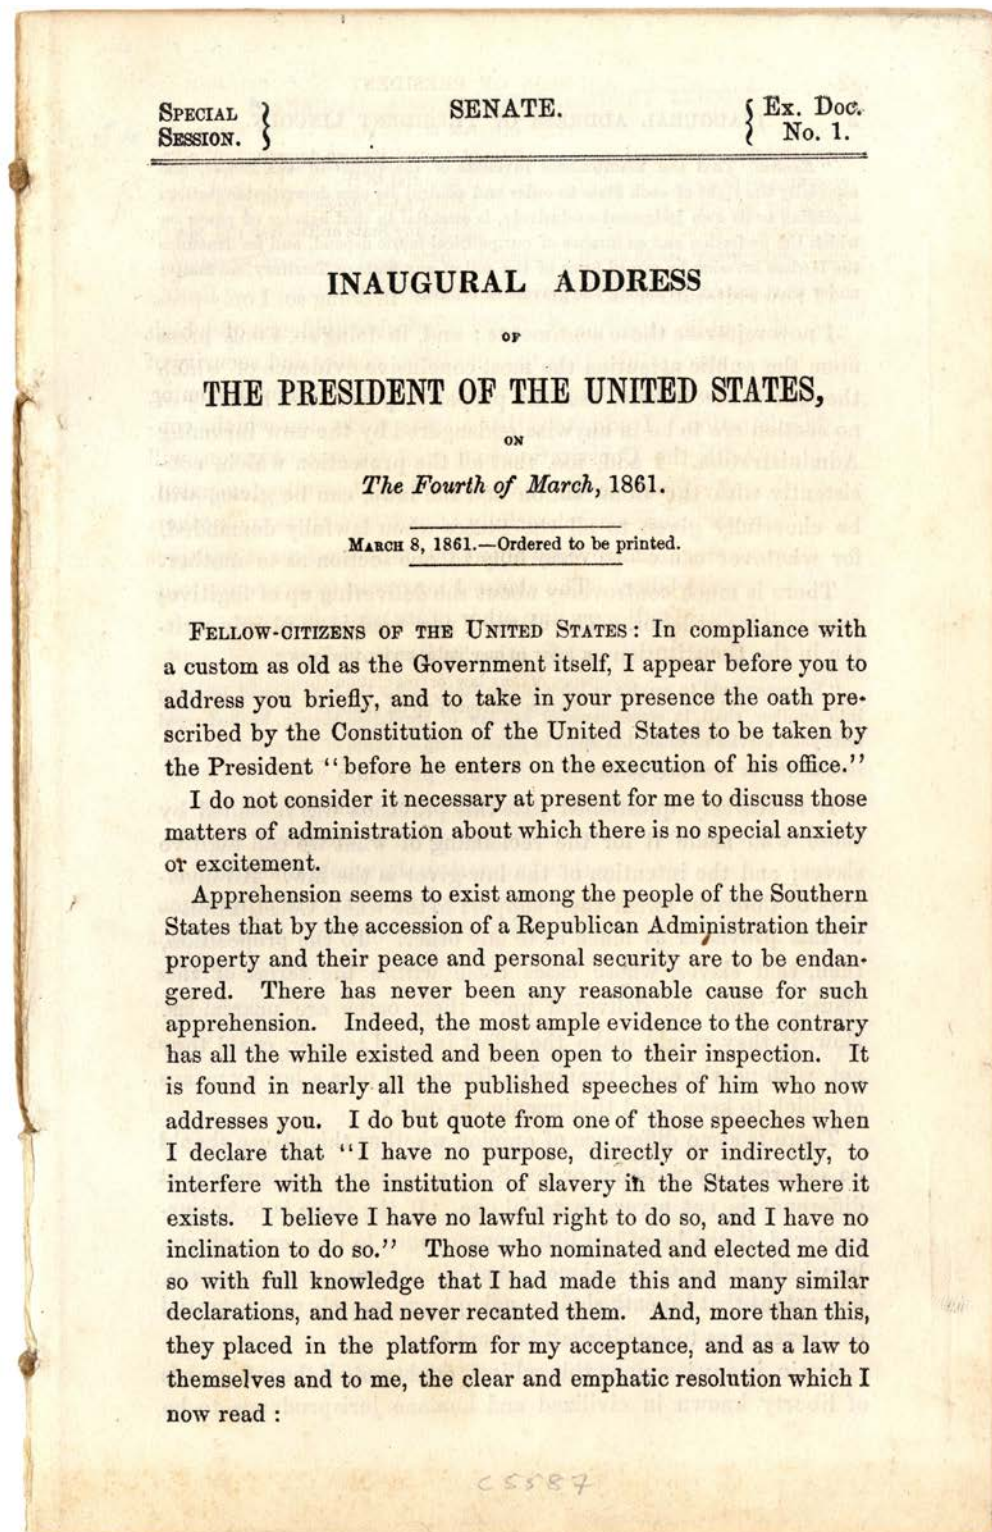 SPECIAL SESSION. } SENATE. { Ex. Doc. No. 1.
INAUGURAL ADDRESS
OF
THE PRESIDENT OF THE UNITED STATES,
ON
The Fourth of March, 1861.
MARCH 8, 1861.—Ordered to be printed.
FELLOW-CITIZENS OF THE UNITED STATES: In compliance with
a custom as old as the Government itself, I appear before you to
address you briefly, and to take in your presence the oath pre-
scribed by the Constitution of the United States to be taken by
the President "before he enters on the execution of his office."
I do not consider it necessary at present for me to discuss those
matters of administration about which there is no special anxiety
or excitement.
Apprehension seems to exist among the people of the Southern
States that by the accession of a Republican Administration their
property and their peace and personal security are to be endan-
gered. There has never been any reasonable cause for such
apprehension. Indeed, the most ample evidence to the contrary
has all the while existed and been open to their inspection. It
is found in nearly all the published speeches of him who now
addresses you. I do but quote from one of those speeches when
I declare that "I have no purpose, directly or indirectly, to
interfere with the institution of slavery in the States where it
exists. I believe I have no lawful right to do so, and I have no
inclination to do so." Those who nominated and elected me did
so with full knowledge that I had made this and many similar
declarations, and had never recanted them. And, more than this,
they placed in the platform for my acceptance, and as a law to
themselves and to me, the clear and emphatic resolution which I
now read:
C5587